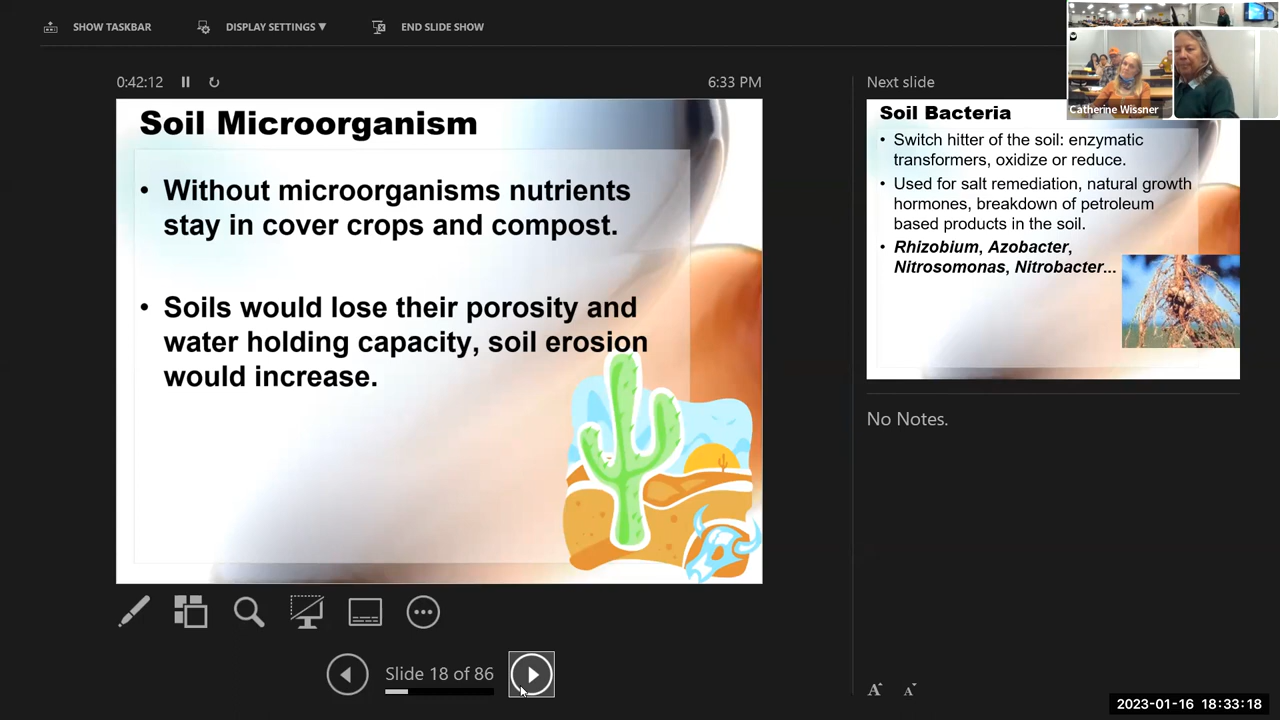 SHOW TASKBAR
DISPLAY SETTINGS ▼
END SLIDE SHOW
0:42:12
6:33 PM
Soil Microorganism
• Without microorganisms nutrients
stay in cover crops and compost.
• Soils would lose their porosity and
water holding capacity, soil erosion
would increase.
Slide 18 of 86
Next slide
Catherine Wissner
Soil Bacteria
• Switch hitter of the soil: enzymatic
transformers, oxidize or reduce.
• Used for salt remediation, natural growth
hormones, breakdown of petroleum
based products in the soil.
• Rhizobium, Azobacter,
Nitrosomonas, Nitrobacter...
No Notes.
A A
2023-01-16 18:33:18